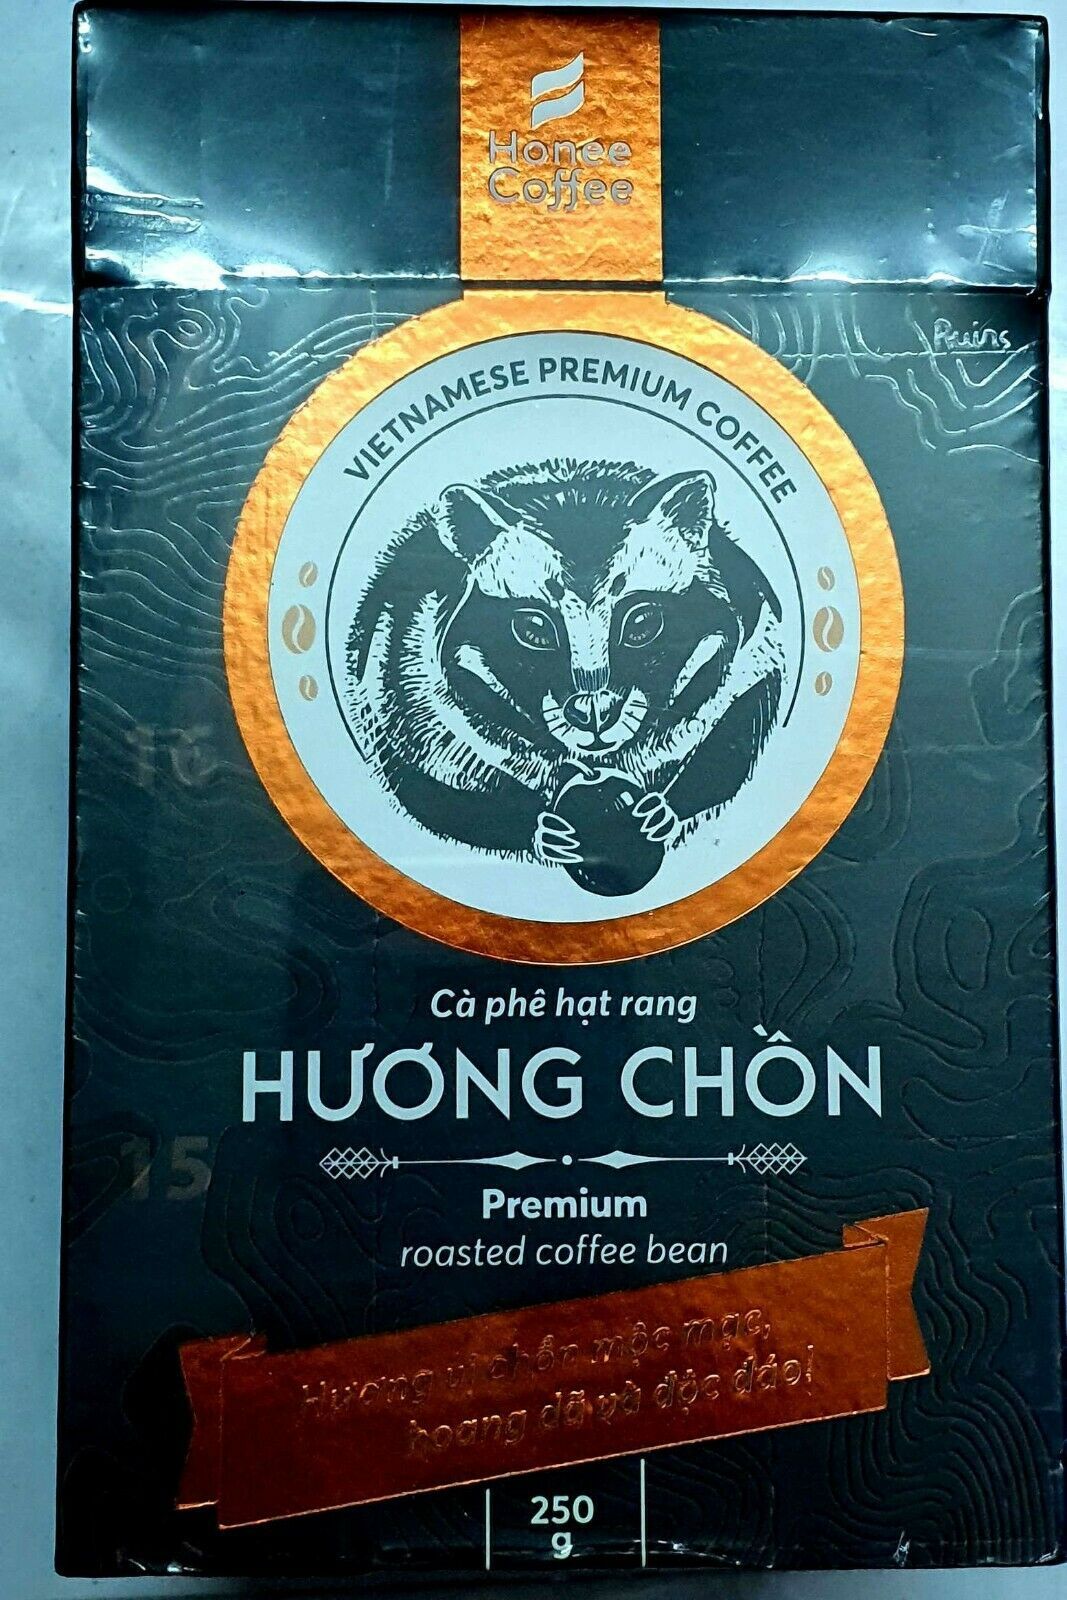 Honee
Coffee
VIETNAMESE PREMIUM COFFEE
Cà phê hạt rang
HƯƠNG CHỒN
15
Premium
roasted coffee bean
Hương vị chồn mộc mạc,
hoang dã và độc đáo!
250
g